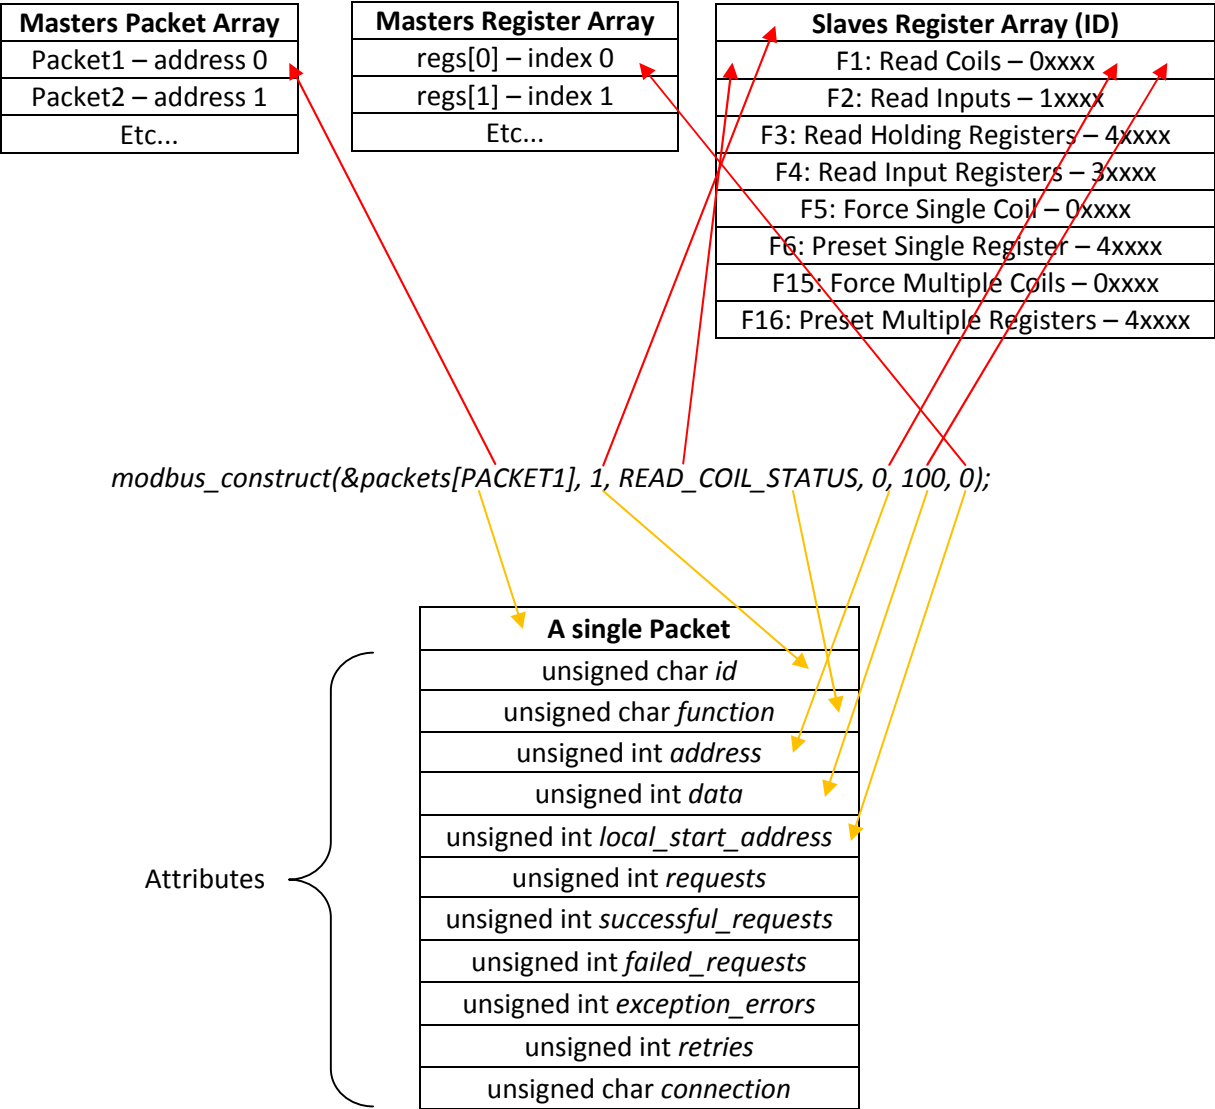 Masters Packet Array
Packet1 – address 0
Packet2 – address 1
Etc...
Masters Register Array
regs[0] – index 0
regs[1] – index 1
Etc...
Slaves Register Array (ID)
F1: Read Coils – 0xxxx
F2: Read Inputs – 1xxxx
F3: Read Holding Registers – 4xxxx
F4: Read Input Registers – 3xxxx
F5: Force Single Coil – 0xxxx
F6: Preset Single Register – 4xxxx
F15: Force Multiple Coils – 0xxxx
F16: Preset Multiple Registers – 4xxxx
modbus_construct(&packets[PACKET1], 1, READ_COIL_STATUS, 0, 100, 0);
A single Packet
unsigned char id
unsigned char function
unsigned int address
unsigned int data
unsigned int local_start_address
Attributes
unsigned int requests
unsigned int successful_requests
unsigned int failed_requests
unsigned int exception_errors
unsigned int retries
unsigned char connection